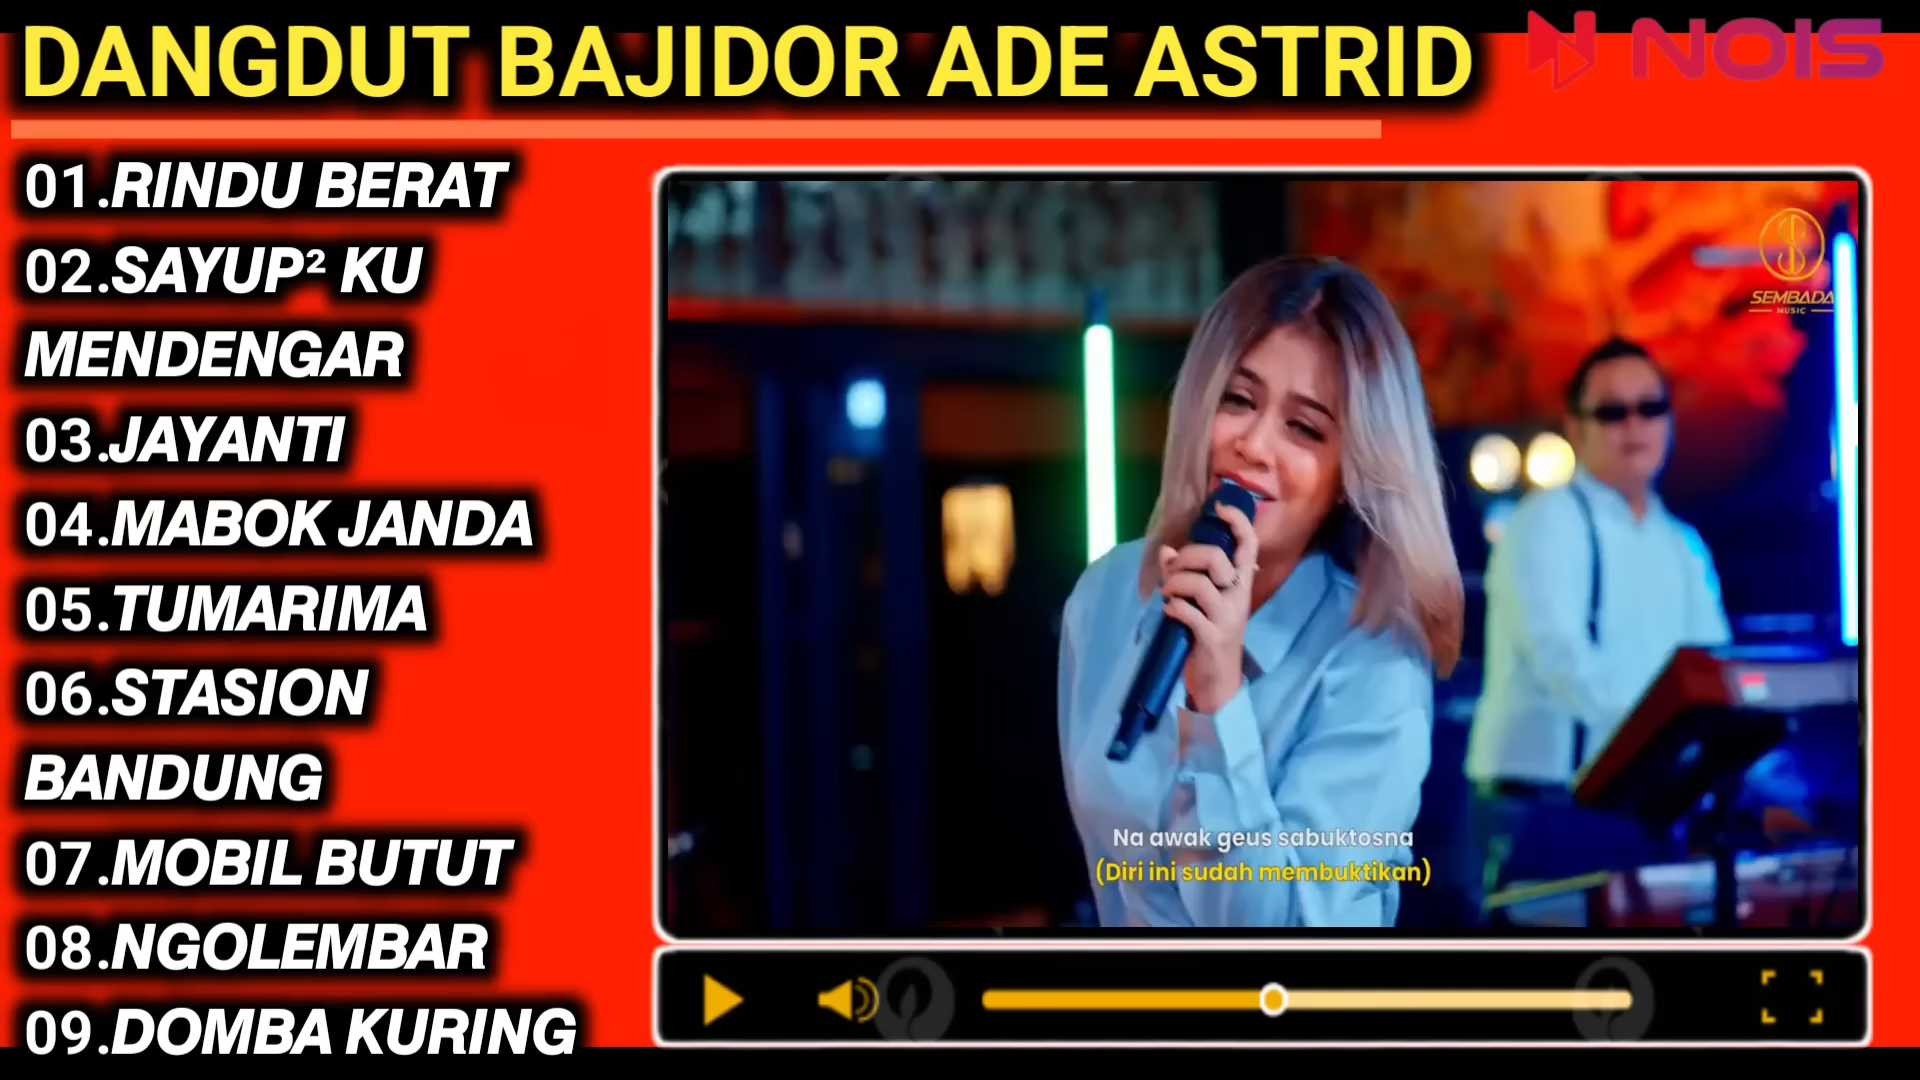 DANGDUT BAJIDOR ADE ASTRID
NOIS
01.RINDU BERAT
02.SAYUP² KU
MENDENGAR
03.JAYANTI
04.MABOK JANDA
05.TUMARIMA
06.STASION
BANDUNG
07.MOBIL BUTUT
08.NGOLEMBAR
09.DOMBA KURING
SEMBADA
MUSIC
Na awak geus sabuktosna
(Diri ini sudah membuktikan)